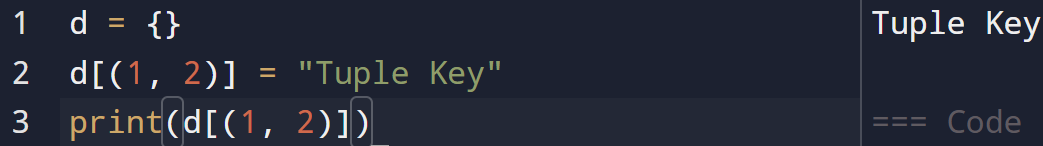 1 d = {}
2 d[(1, 2)] = "Tuple Key"
3 print(d[(1, 2)])
Tuple Key
=== Code